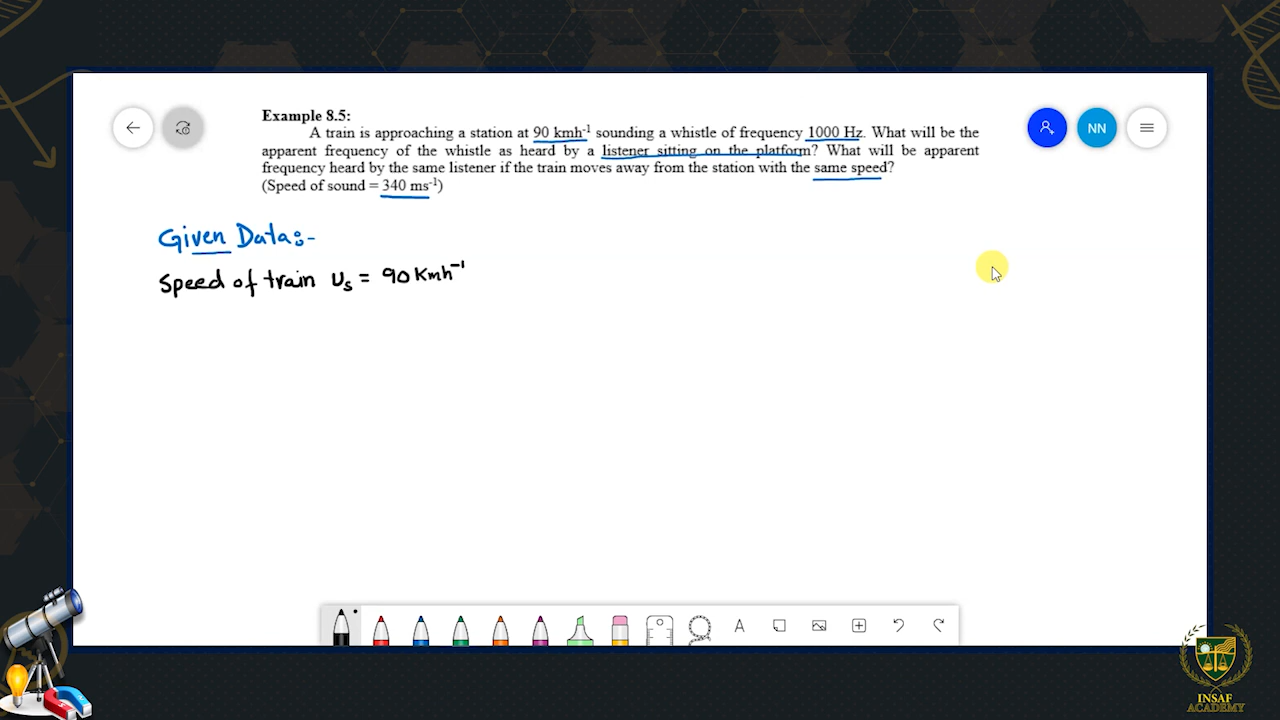 Example 8.5:
A train is approaching a station at 90 kmh⁻¹ sounding a whistle of frequency 1000 Hz. What will be the
apparent frequency of the whistle as heard by a listener sitting on the platform? What will be apparent
frequency heard by the same listener if the train moves away from the station with the same speed?
(Speed of sound = 340 ms⁻¹)
NN
Given Data:-
Speed of train υₛ = 90 Kmh⁻¹
A
INSAF
ACADEMY